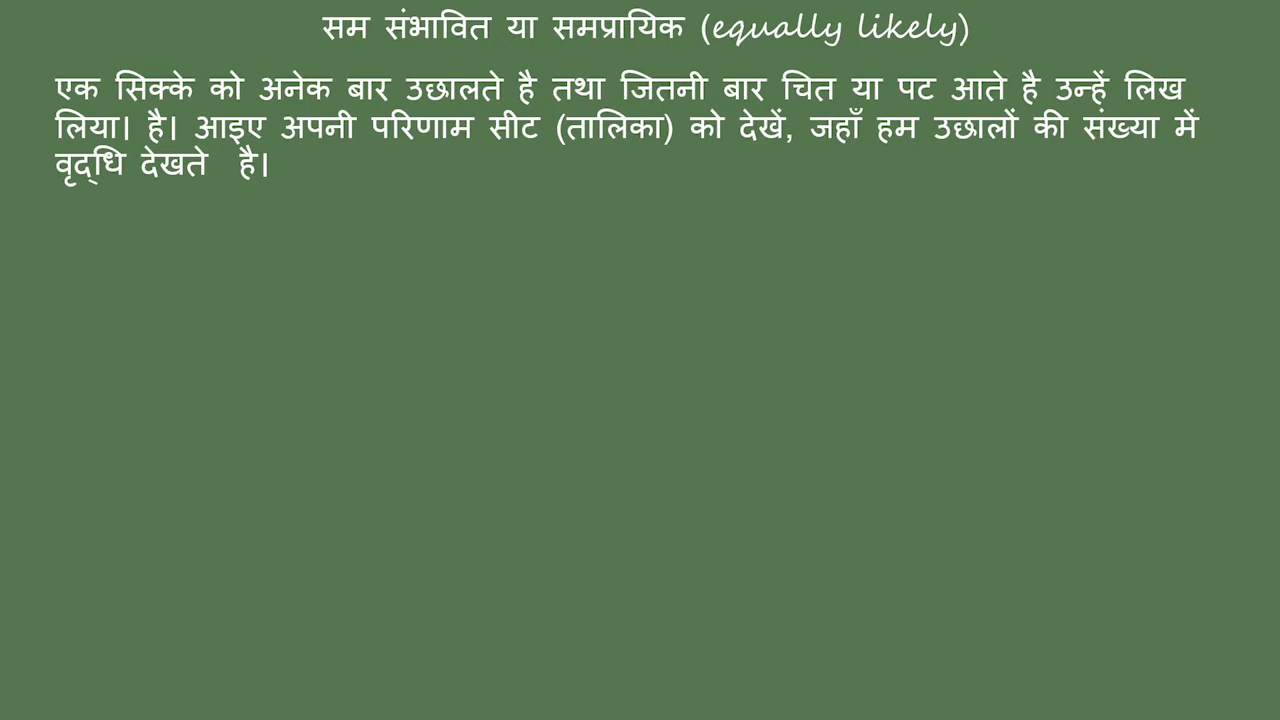 सम संभावित या समप्रायिक (equally likely)
एक सिक्के को अनेक बार उछालते है तथा जितनी बार चित या पट आते है उन्हें लिख
लिया। है। आइए अपनी परिणाम सीट (तालिका) को देखें, जहाँ हम उछालों की संख्या में
वृद्धि देखते है।